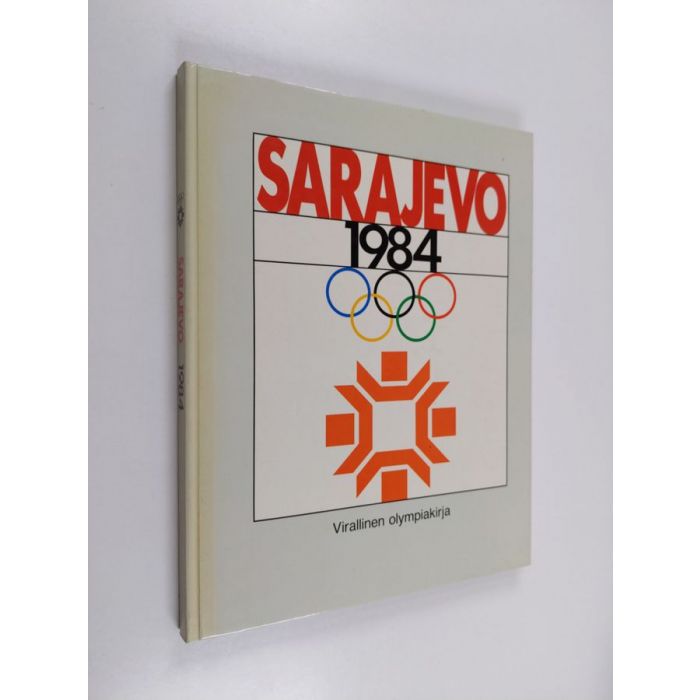 SARAJEVO
1984
Virallinen olympiakirja
SARAJEVO 1984